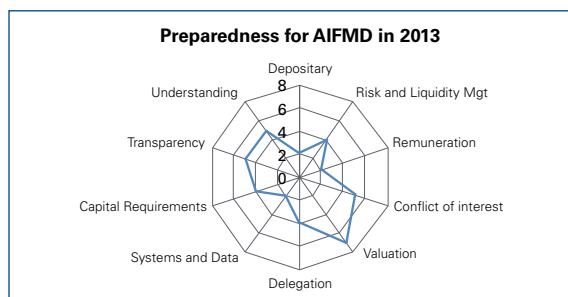 Preparedness for AIFMD in 2013
Depositary
8
Understanding
Risk and Liquidity Mgt
6
4
Transparency
Remuneration
2
0
Capital Requirements
Conflict of interest
Systems and Data
Valuation
Delegation